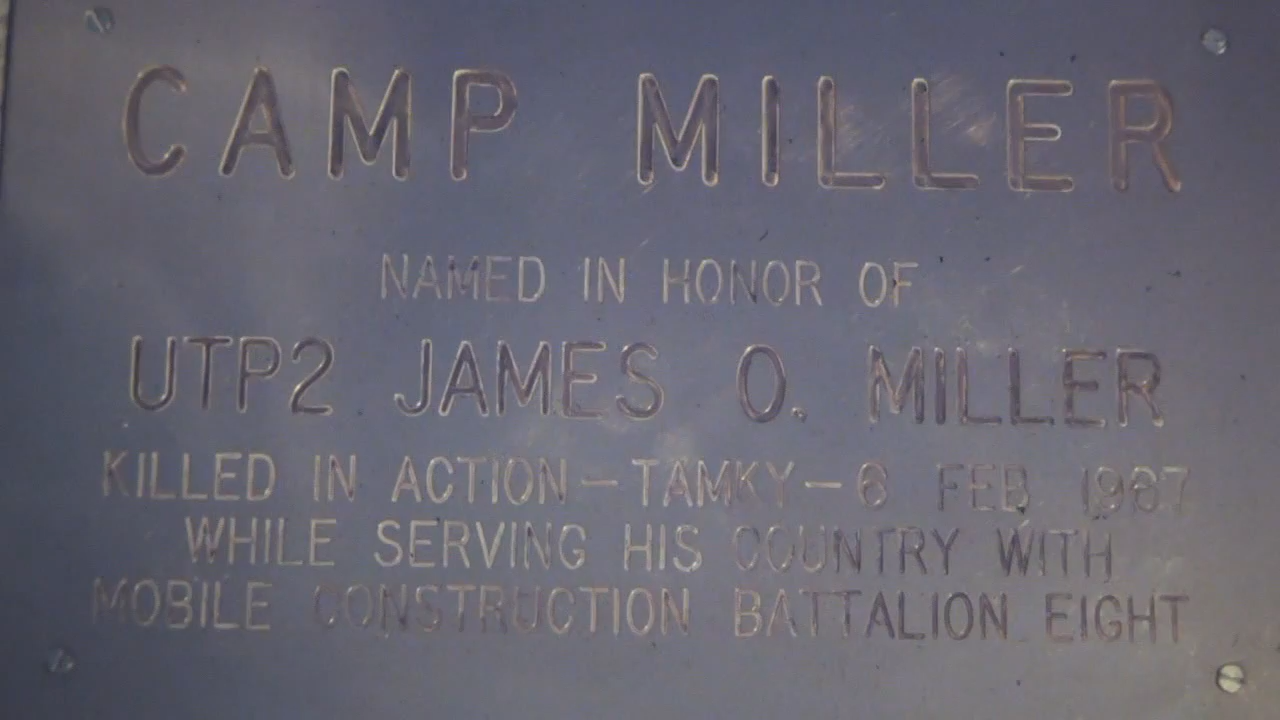 CAMP MILLER
NAMED IN HONOR OF
UTP2 JAMES O. MILLER
KILLED IN ACTION - TAMKY - 6 FEB 1967
WHILE SERVING HIS COUNTRY WITH
MOBILE CONSTRUCTION BATTALION EIGHT